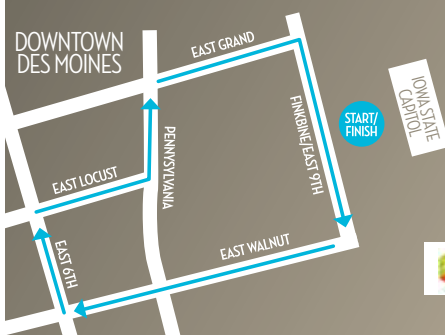 DOWNTOWN
DES MOINES
EAST GRAND
IOWA STATE
CAPITOL
START/
FINISH
FINKBINE/EAST 9TH
PENNYSYLVANIA
EAST LOCUST
EAST WALNUT
EAST 6TH